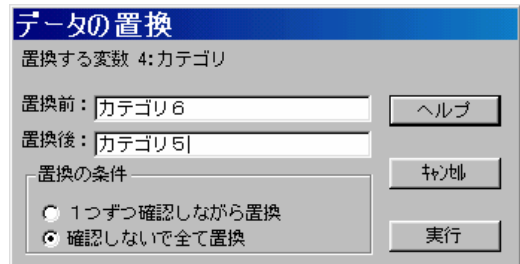 データの置換
置換する変数 4:カテゴリ
置換前：カテゴリ６
ヘルプ
置換後：カテゴリ５
置換の条件
ｷｬﾝｾﾙ
１つずつ確認しながら置換
確認しないで全て置換
実行